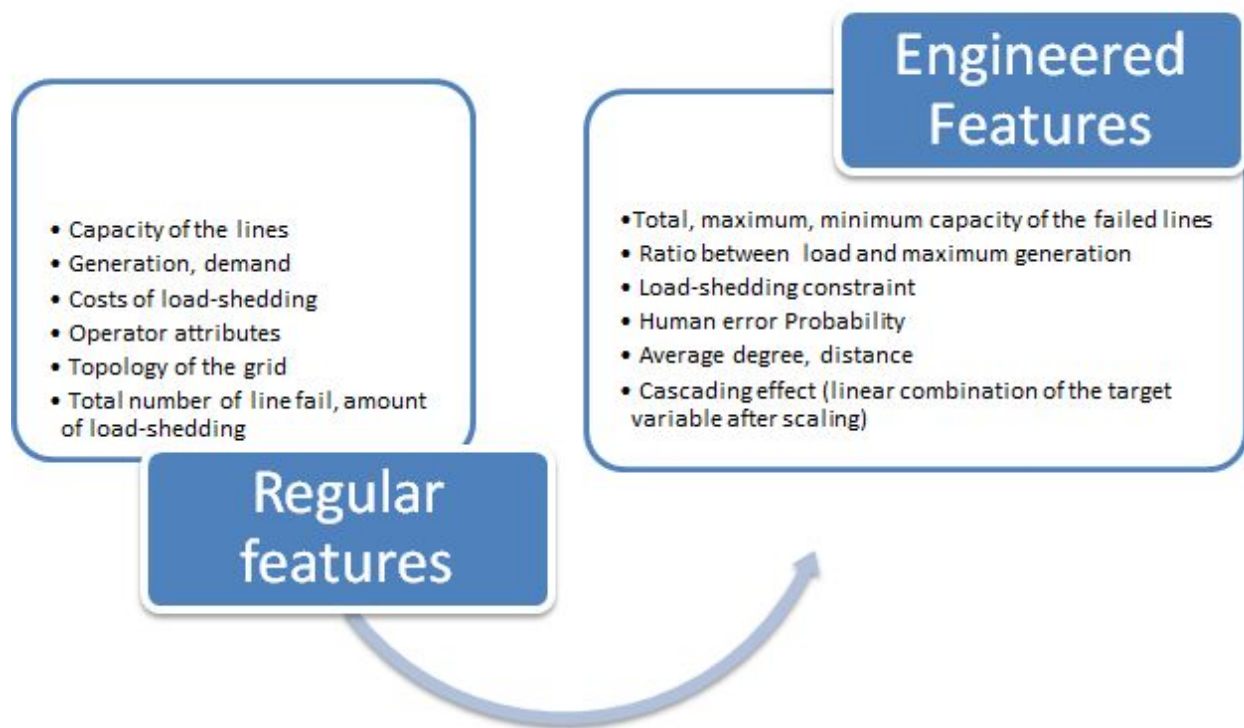 Regular
features
• Capacity of the lines
• Generation, demand
• Costs of load-shedding
• Operator attributes
• Topology of the grid
• Total number of line fail, amount
of load-shedding
Engineered
Features
•Total, maximum, minimum capacity of the failed lines
• Ratio between load and maximum generation
• Load-shedding constraint
• Human error Probability
• Average degree, distance
• Cascading effect (linear combination of the target
variable after scaling)